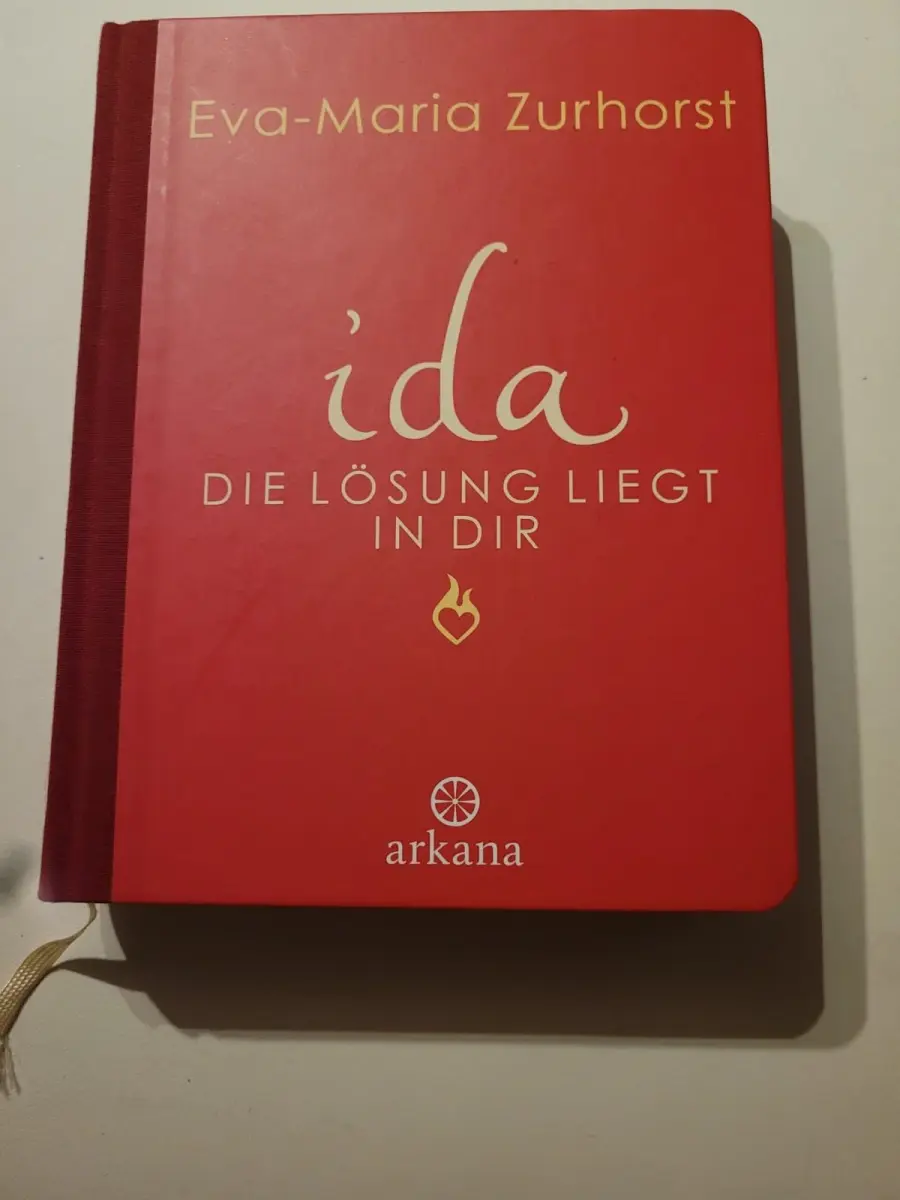 Eva-Maria Zurhorst
ida
DIE LÖSUNG LIEGT
IN DIR
arkana